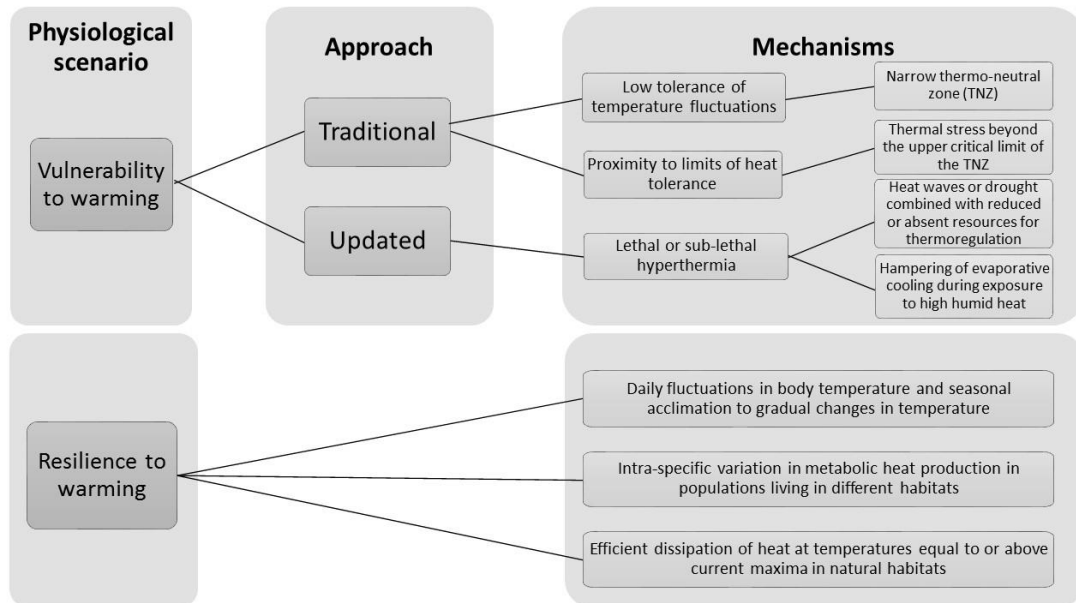 Physiological
scenario
Approach
Mechanisms
Vulnerability
to warming
Traditional
Updated
Low tolerance of
temperature fluctuations
Proximity to limits of heat
tolerance
Lethal or sub-lethal
hyperthermia
Narrow thermo-neutral
zone (TNZ)
Thermal stress beyond
the upper critical limit of
the TNZ
Heat waves or drought
combined with reduced
or absent resources for
thermoregulation
Hampering of evaporative
cooling during exposure
to high humid heat
Resilience to
warming
Daily fluctuations in body temperature and seasonal
acclimation to gradual changes in temperature
Intra-specific variation in metabolic heat production in
populations living in different habitats
Efficient dissipation of heat at temperatures equal to or above
current maxima in natural habitats